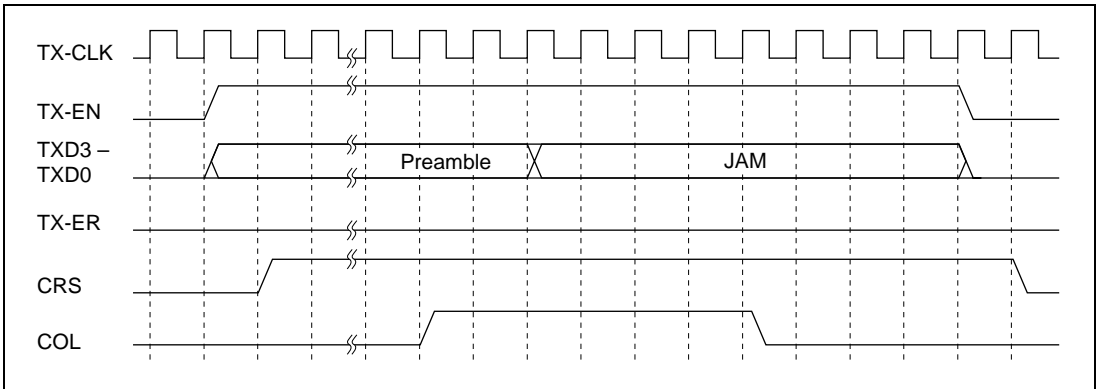 TX-CLK
TX-EN
TXD3 –
TXD0
Preamble
JAM
TX-ER
CRS
COL